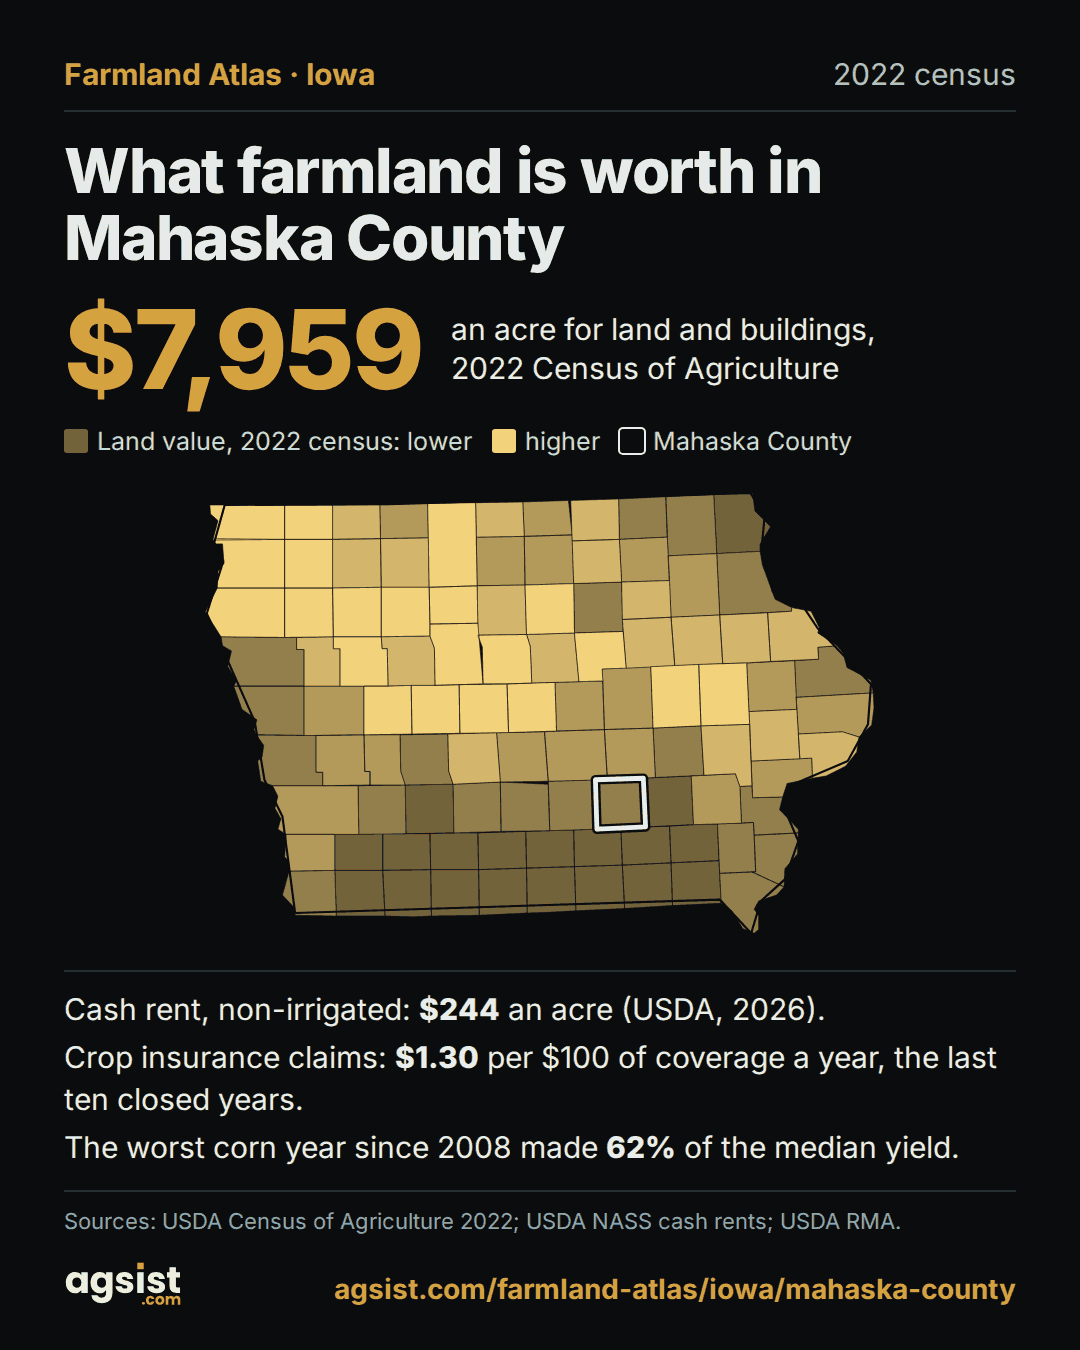 Farmland Atlas · Iowa
2022 census
What farmland is worth in
Mahaska County
$7,959
an acre for land and buildings,
2022 Census of Agriculture
Land value, 2022 census: lower
higher
Mahaska County
Cash rent, non-irrigated: $244 an acre (USDA, 2026).
Crop insurance claims: $1.30 per $100 of coverage a year, the last
ten closed years.
The worst corn year since 2008 made 62% of the median yield.
Sources: USDA Census of Agriculture 2022; USDA NASS cash rents; USDA RMA.
agsist
.com
agsist.com/farmland-atlas/iowa/mahaska-county